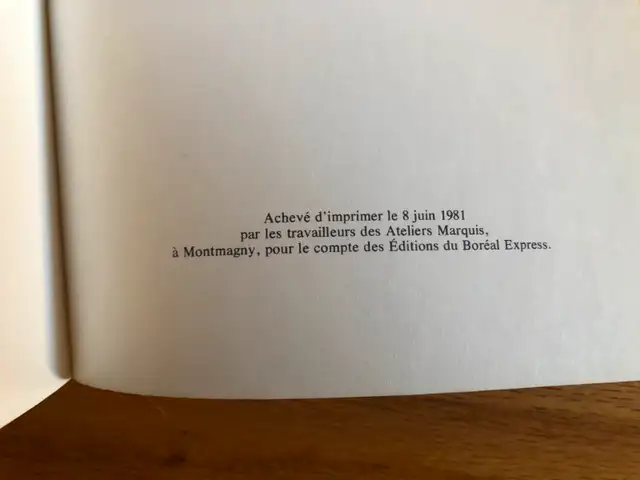 Achevé d'imprimer le 8 juin 1981
par les travailleurs des Ateliers Marquis,
à Montmagny, pour le compte des Éditions du Boréal Express.